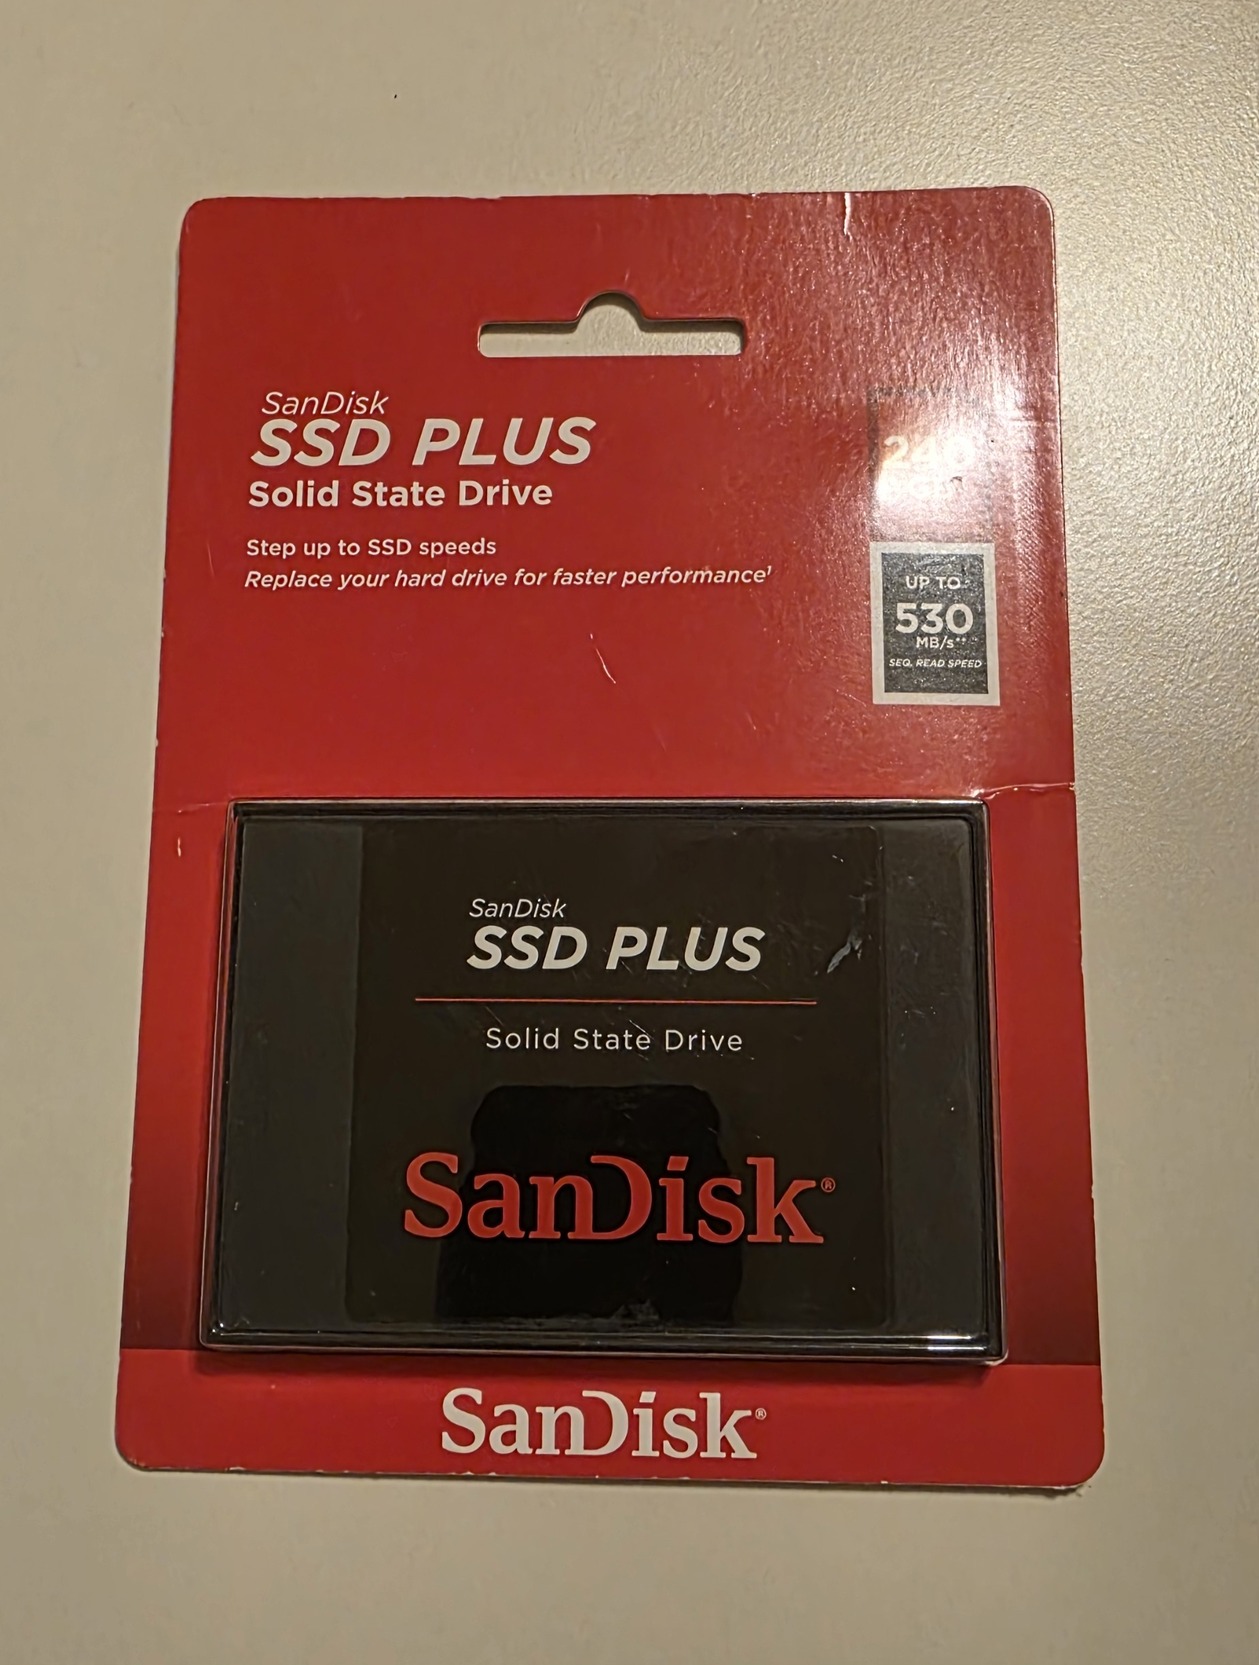 SanDisk
SSD PLUS
Solid State Drive
Step up to SSD speeds
Replace your hard drive for faster performance¹
240
UP TO
530
MB/s**
SEQ. READ SPEED
SanDisk
SSD PLUS
Solid State Drive
SanDisk®
SanDisk®